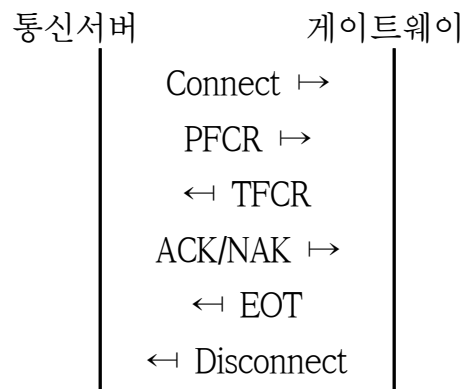 통신서버 게이트웨이
Connect ↦
PFCR ↦
↤ TFCR
ACK/NAK ↦
↤ EOT
↤ Disconnect